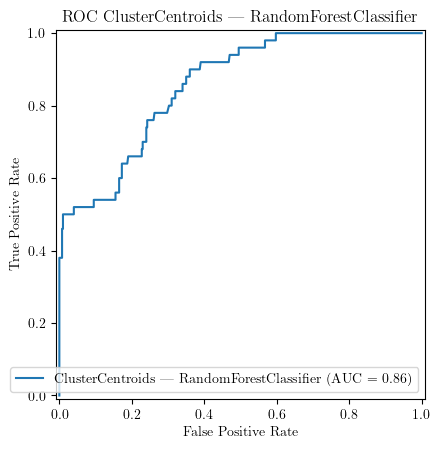 ROC ClusterCentroids — RandomForestClassifier
True Positive Rate
1.0
0.8
0.6
0.4
0.2
0.0
ClusterCentroids — RandomForestClassifier (AUC = 0.86)
0.0 0.2 0.4 0.6 0.8 1.0
False Positive Rate